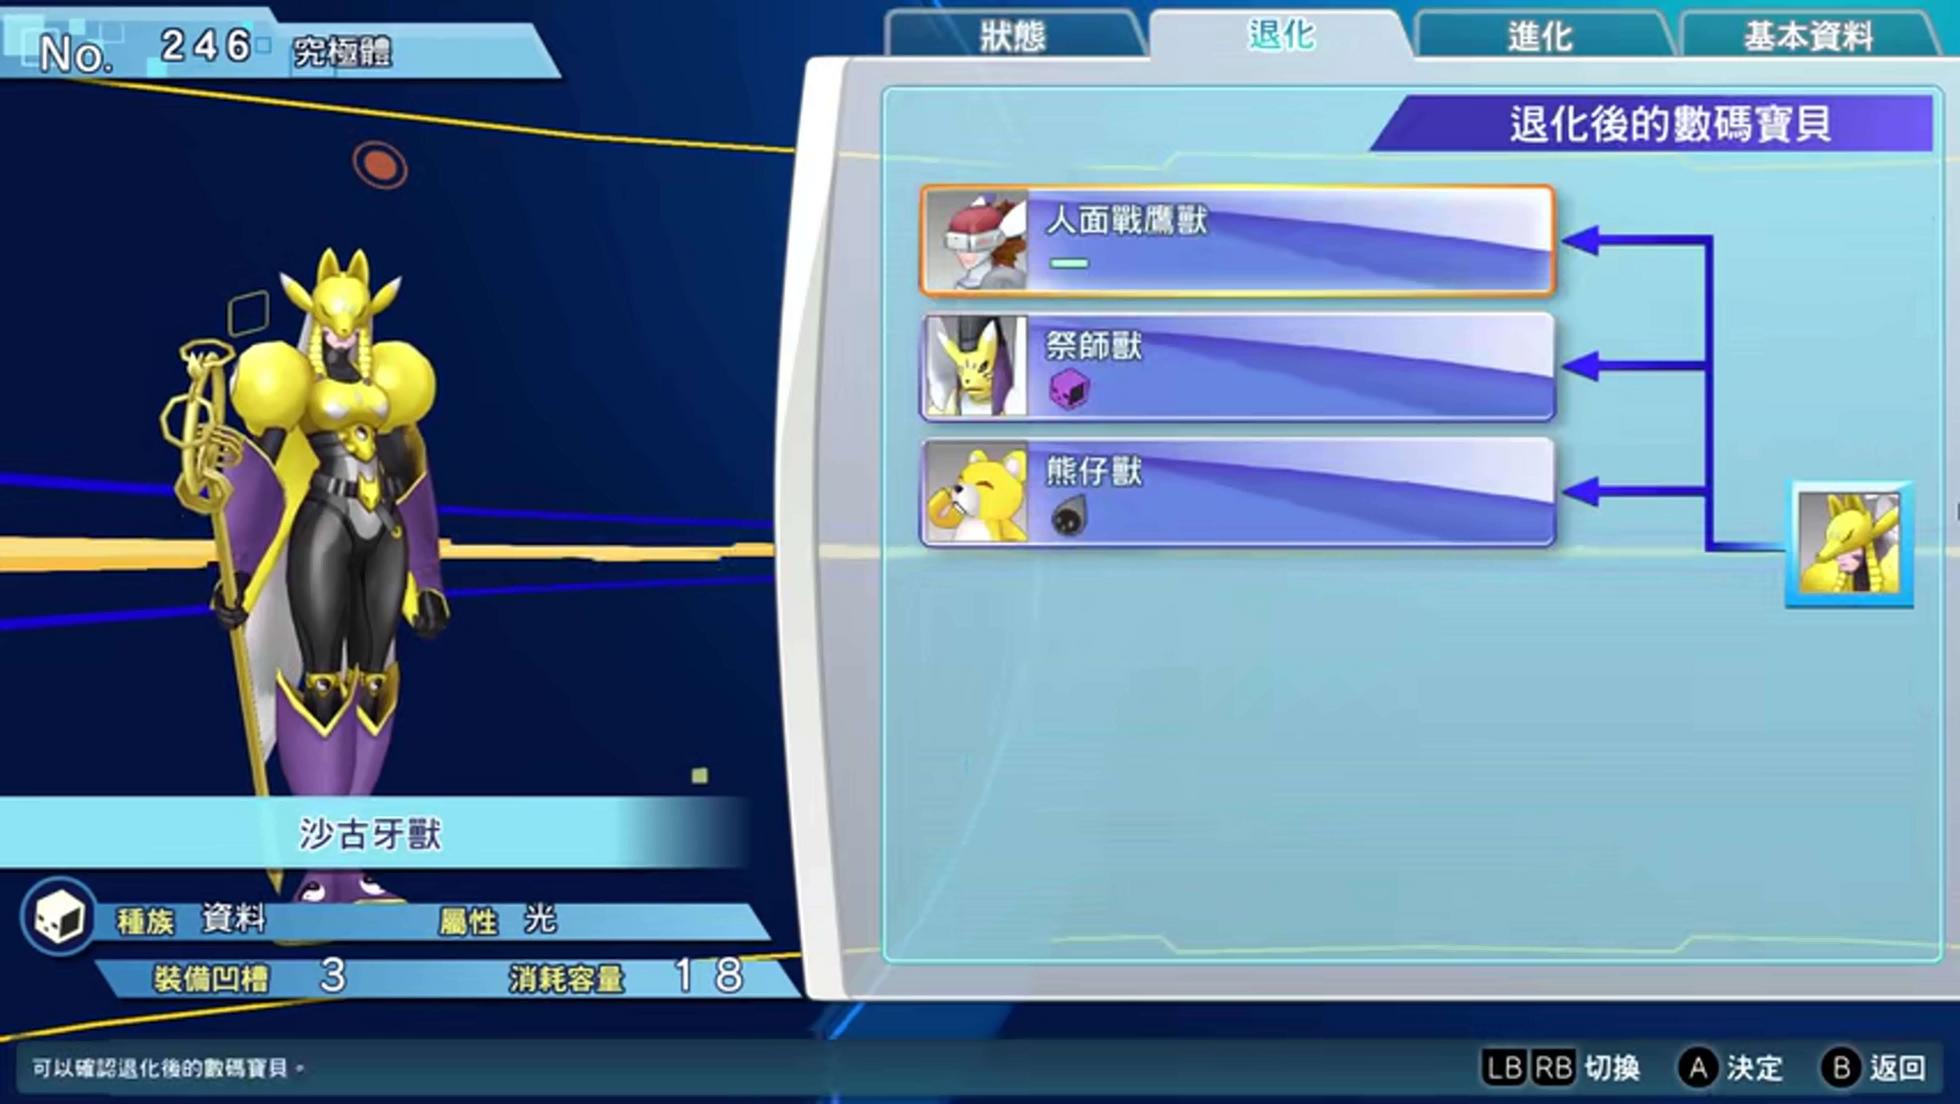 No. 246 究極體
狀態 退化 進化 基本資料
退化後的數碼寶貝
人面戰鷹獸
祭師獸
熊仔獸
沙古牙獸
種族 資料 屬性 光
裝備凹槽 3 消耗容量 18
可以確認退化後的數碼寶貝。
LB RB 切換 A 決定 B 返回